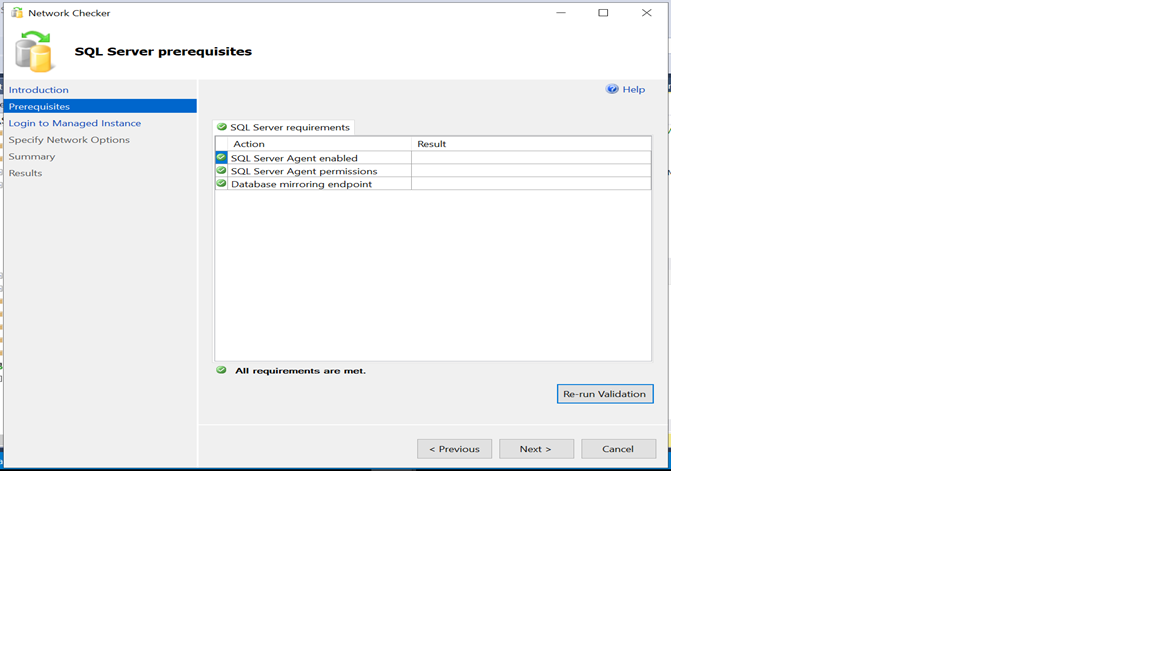 Network Checker
SQL Server prerequisites
Introduction
Prerequisites
Login to Managed Instance
Specify Network Options
Summary
Results
Help
SQL Server requirements
Action Result
SQL Server Agent enabled
SQL Server Agent permissions
Database mirroring endpoint
All requirements are met.
Re-run Validation
< Previous Next > Cancel